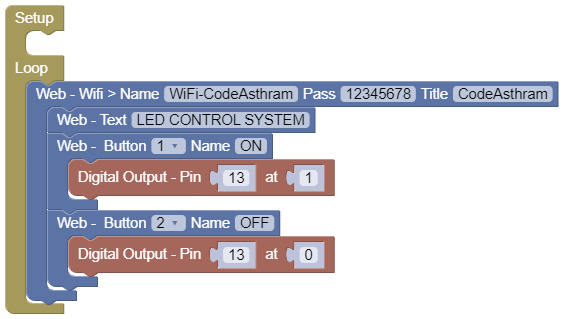 Setup
Loop
Web - Wifi > Name WiFi-CodeAsthram Pass 12345678 Title CodeAsthram
Web - Text LED CONTROL SYSTEM
Web - Button 1 Name ON
Digital Output - Pin 13 at 1
Web - Button 2 Name OFF
Digital Output - Pin 13 at 0